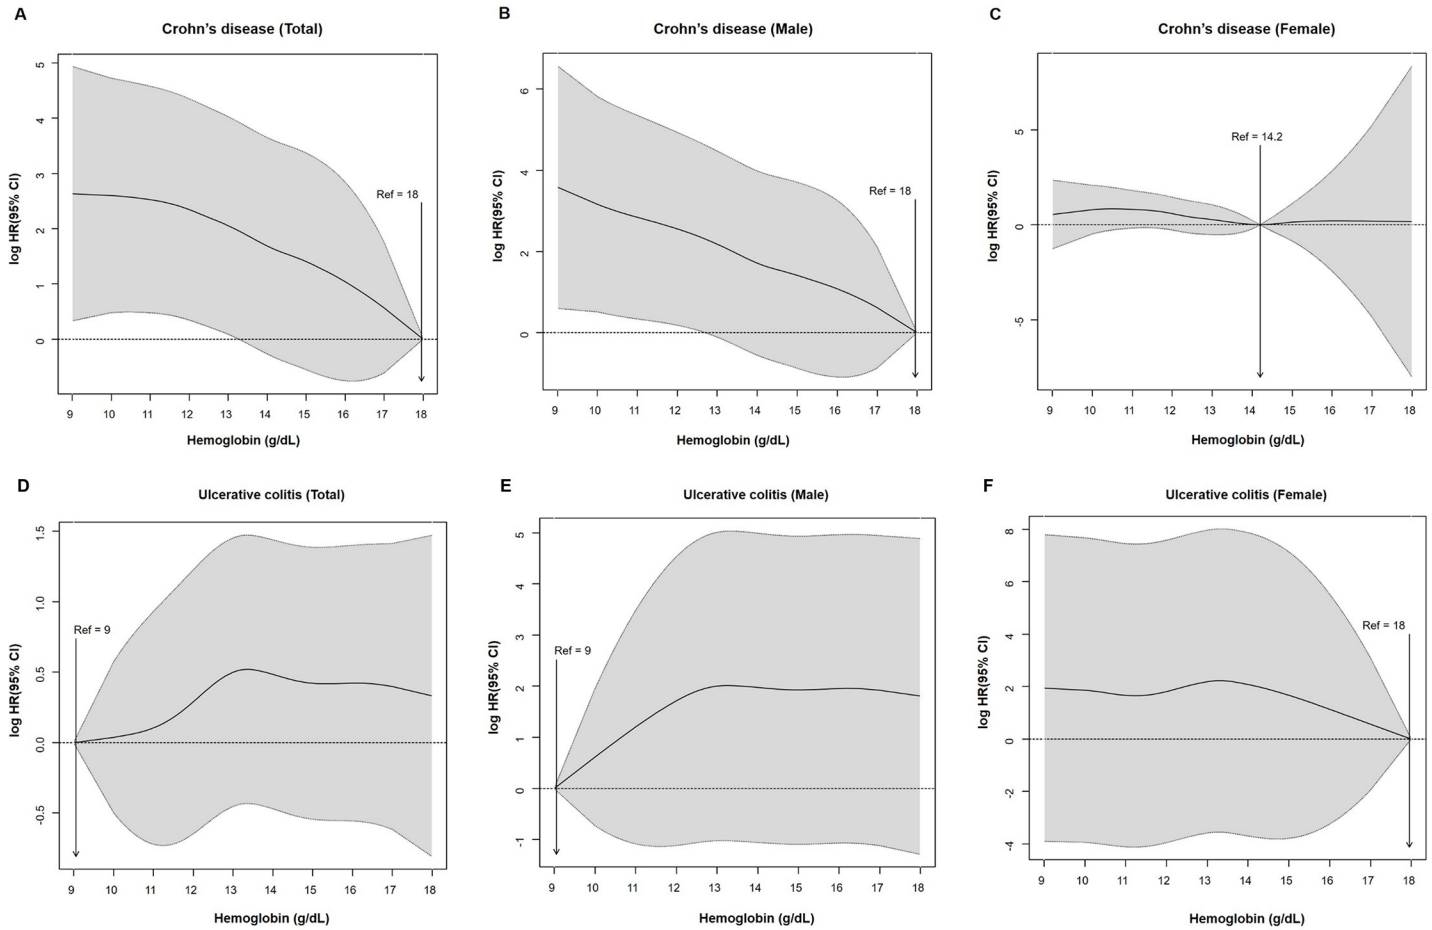 A
Crohn’s disease (Total)
log HR(95% CI)
5
4
3
2
1
0
Ref = 18
9 10 11 12 13 14 15 16 17 18
Hemoglobin (g/dL)
B
Crohn’s disease (Male)
log HR(95% CI)
6
4
2
0
Ref = 18
9 10 11 12 13 14 15 16 17 18
Hemoglobin (g/dL)
C
Crohn’s disease (Female)
log HR(95% CI)
5
0
-5
Ref = 14.2
9 10 11 12 13 14 15 16 17 18
Hemoglobin (g/dL)
D
Ulcerative colitis (Total)
log HR(95% CI)
1.5
1.0
0.5
0.0
-0.5
Ref = 9
9 10 11 12 13 14 15 16 17 18
Hemoglobin (g/dL)
E
Ulcerative colitis (Male)
log HR(95% CI)
5
4
3
2
1
0
-1
Ref = 9
9 10 11 12 13 14 15 16 17 18
Hemoglobin (g/dL)
F
Ulcerative colitis (Female)
log HR(95% CI)
8
6
4
2
0
-2
-4
Ref = 18
9 10 11 12 13 14 15 16 17 18
Hemoglobin (g/dL)